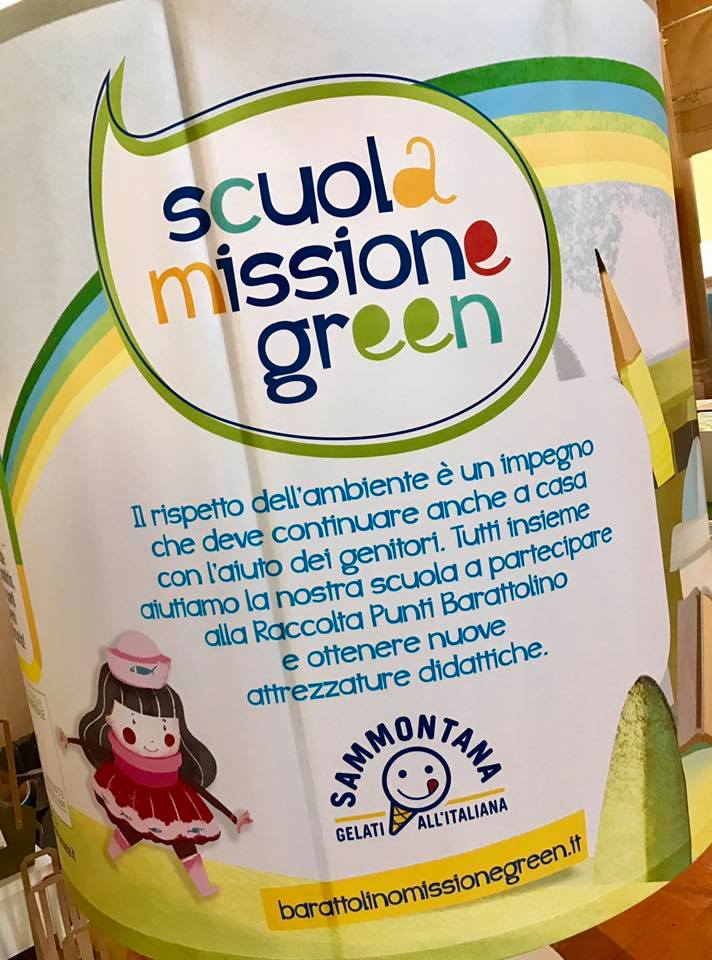 scuola
missione
green
Il rispetto dell'ambiente è un impegno
che deve continuare anche a casa
con l'aiuto dei genitori. Tutti insieme
aiutiamo la nostra scuola a partecipare
alla Raccolta Punti Barattolino
e ottenere nuove
attrezzature didattiche.
SAMMONTANA
GELATI ALL'ITALIANA
barattolinomissionegreen.it